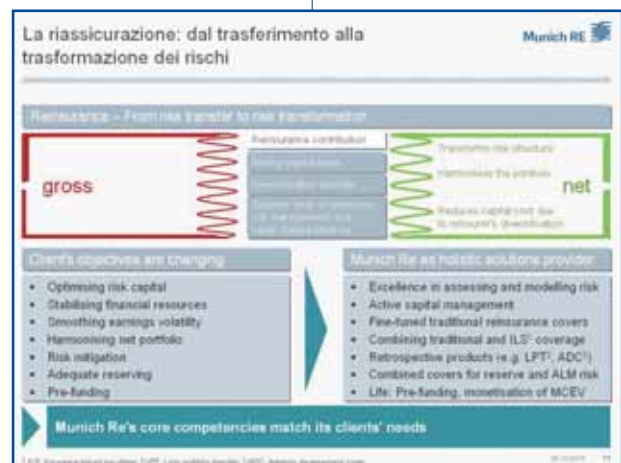 La riassicurazione: dal trasferimento alla
trasformazione dei rischi
Munich RE
Reinsurance – From risk transfer to risk transformation
gross
Reinsurance contribution
Transforms risk structure
Harmonises the portfolio
Reduces capital cost due
to reinsurer's diversification
net
Client's objectives are changing
• Optimising risk capital
• Stabilising financial resources
• Smoothing earnings volatility
• Harmonising net portfolio
• Risk mitigation
• Adequate reserving
• Pre-funding
Munich Re as holistic solutions provider
• Excellence in assessing and modelling risk
• Active capital management
• Fine-tuned traditional reinsurance covers
• Combining traditional and ILS¹ coverage
• Retrospective products (e.g. LPT², ADC³)
• Combined covers for reserve and ALM risk
• Life: Pre-funding, monetisation of MCEV
Munich Re's core competencies match its clients' needs